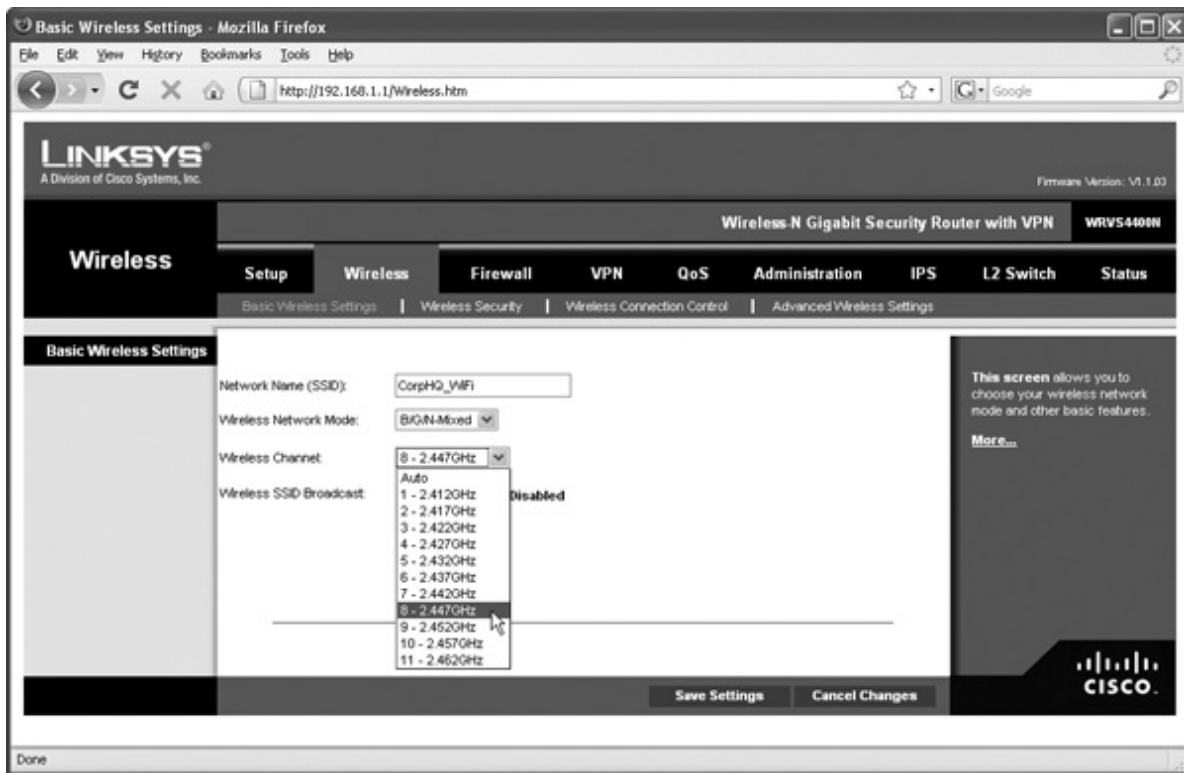 Basic Wireless Settings - Mozilla Firefox
File Edit View History Bookmarks Tools Help
http://192.168.1.1/Wireless.htm
G Google
LINKSYS®
A Division of Cisco Systems, Inc.
Firmware Version: V1.1.03
Wireless-N Gigabit Security Router with VPN WRVS4400N
Wireless
Setup Wireless Firewall VPN QoS Administration IPS L2 Switch Status
Basic Wireless Settings | Wireless Security | Wireless Connection Control | Advanced Wireless Settings
Basic Wireless Settings
Network Name (SSID): CorpHQ_WiFi
Wireless Network Mode: B/G/N-Mixed
Wireless Channel: 8 - 2.447GHz
Auto
1 - 2.412GHz
2 - 2.417GHz
3 - 2.422GHz
4 - 2.427GHz
5 - 2.432GHz
6 - 2.437GHz
7 - 2.442GHz
8 - 2.447GHz
9 - 2.452GHz
10 - 2.457GHz
11 - 2.462GHz
Wireless SSID Broadcast: Disabled
This screen allows you to
choose your wireless network
mode and other basic features.
More...
Save Settings Cancel Changes
CISCO.
Done